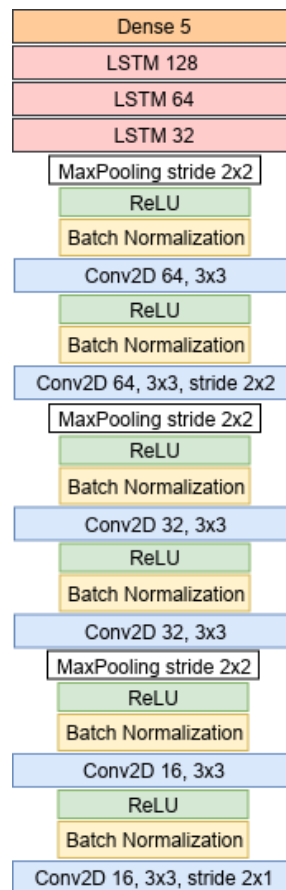 Dense 5
LSTM 128
LSTM 64
LSTM 32
MaxPooling stride 2x2
ReLU
Batch Normalization
Conv2D 64, 3x3
ReLU
Batch Normalization
Conv2D 64, 3x3, stride 2x2
MaxPooling stride 2x2
ReLU
Batch Normalization
Conv2D 32, 3x3
ReLU
Batch Normalization
Conv2D 32, 3x3
MaxPooling stride 2x2
ReLU
Batch Normalization
Conv2D 16, 3x3
ReLU
Batch Normalization
Conv2D 16, 3x3, stride 2x1